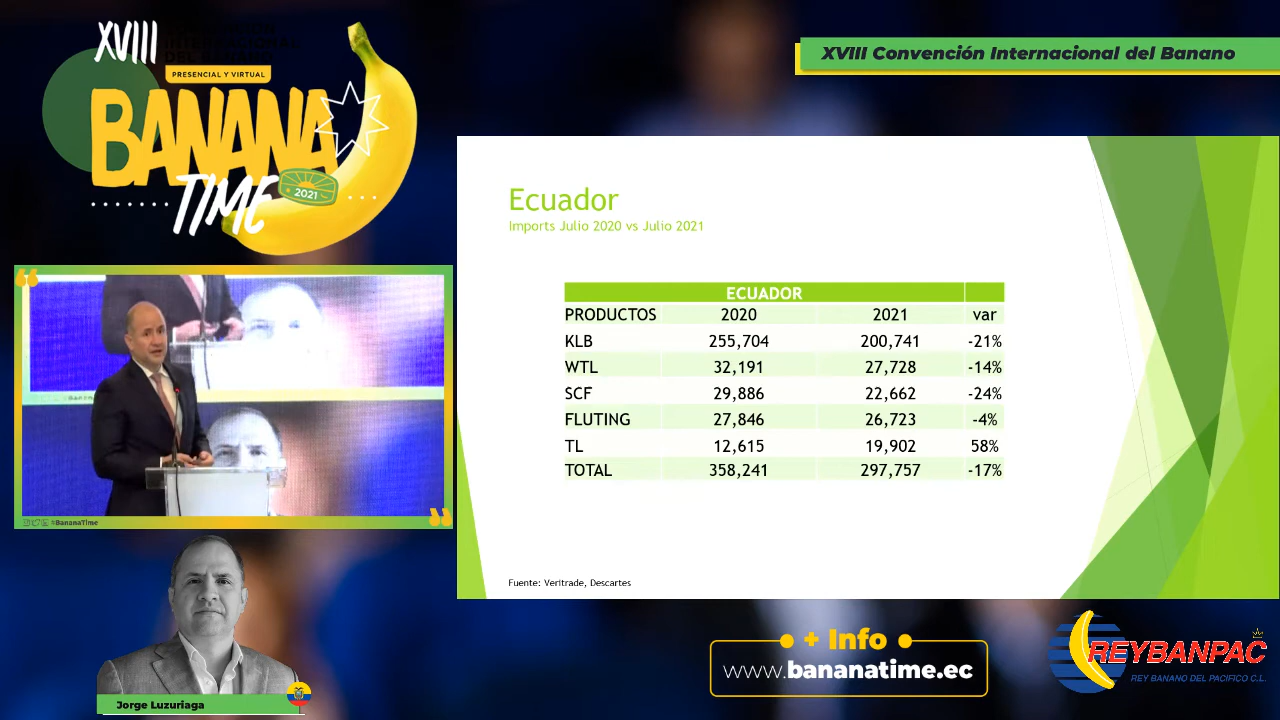 XVIII
INTERNACIONAL
DEL BANANO
PRESENCIAL Y VIRTUAL
BANANA
TIME
2021
XVIII Convención Internacional del Banano
Ecuador
Imports Julio 2020 vs Julio 2021
ECUADOR
PRODUCTOS 2020 2021 var
KLB 255,704 200,741 -21%
WTL 32,191 27,728 -14%
SCF 29,886 22,662 -24%
FLUTING 27,846 26,723 -4%
TL 12,615 19,902 58%
TOTAL 358,241 297,757 -17%
Fuente: Veritrade, Descartes
#BananaTime
Jorge Luzuriaga
+ Info
www.bananatime.ec
REYBANPAC
REY BANANO DEL PACIFICO C.L.